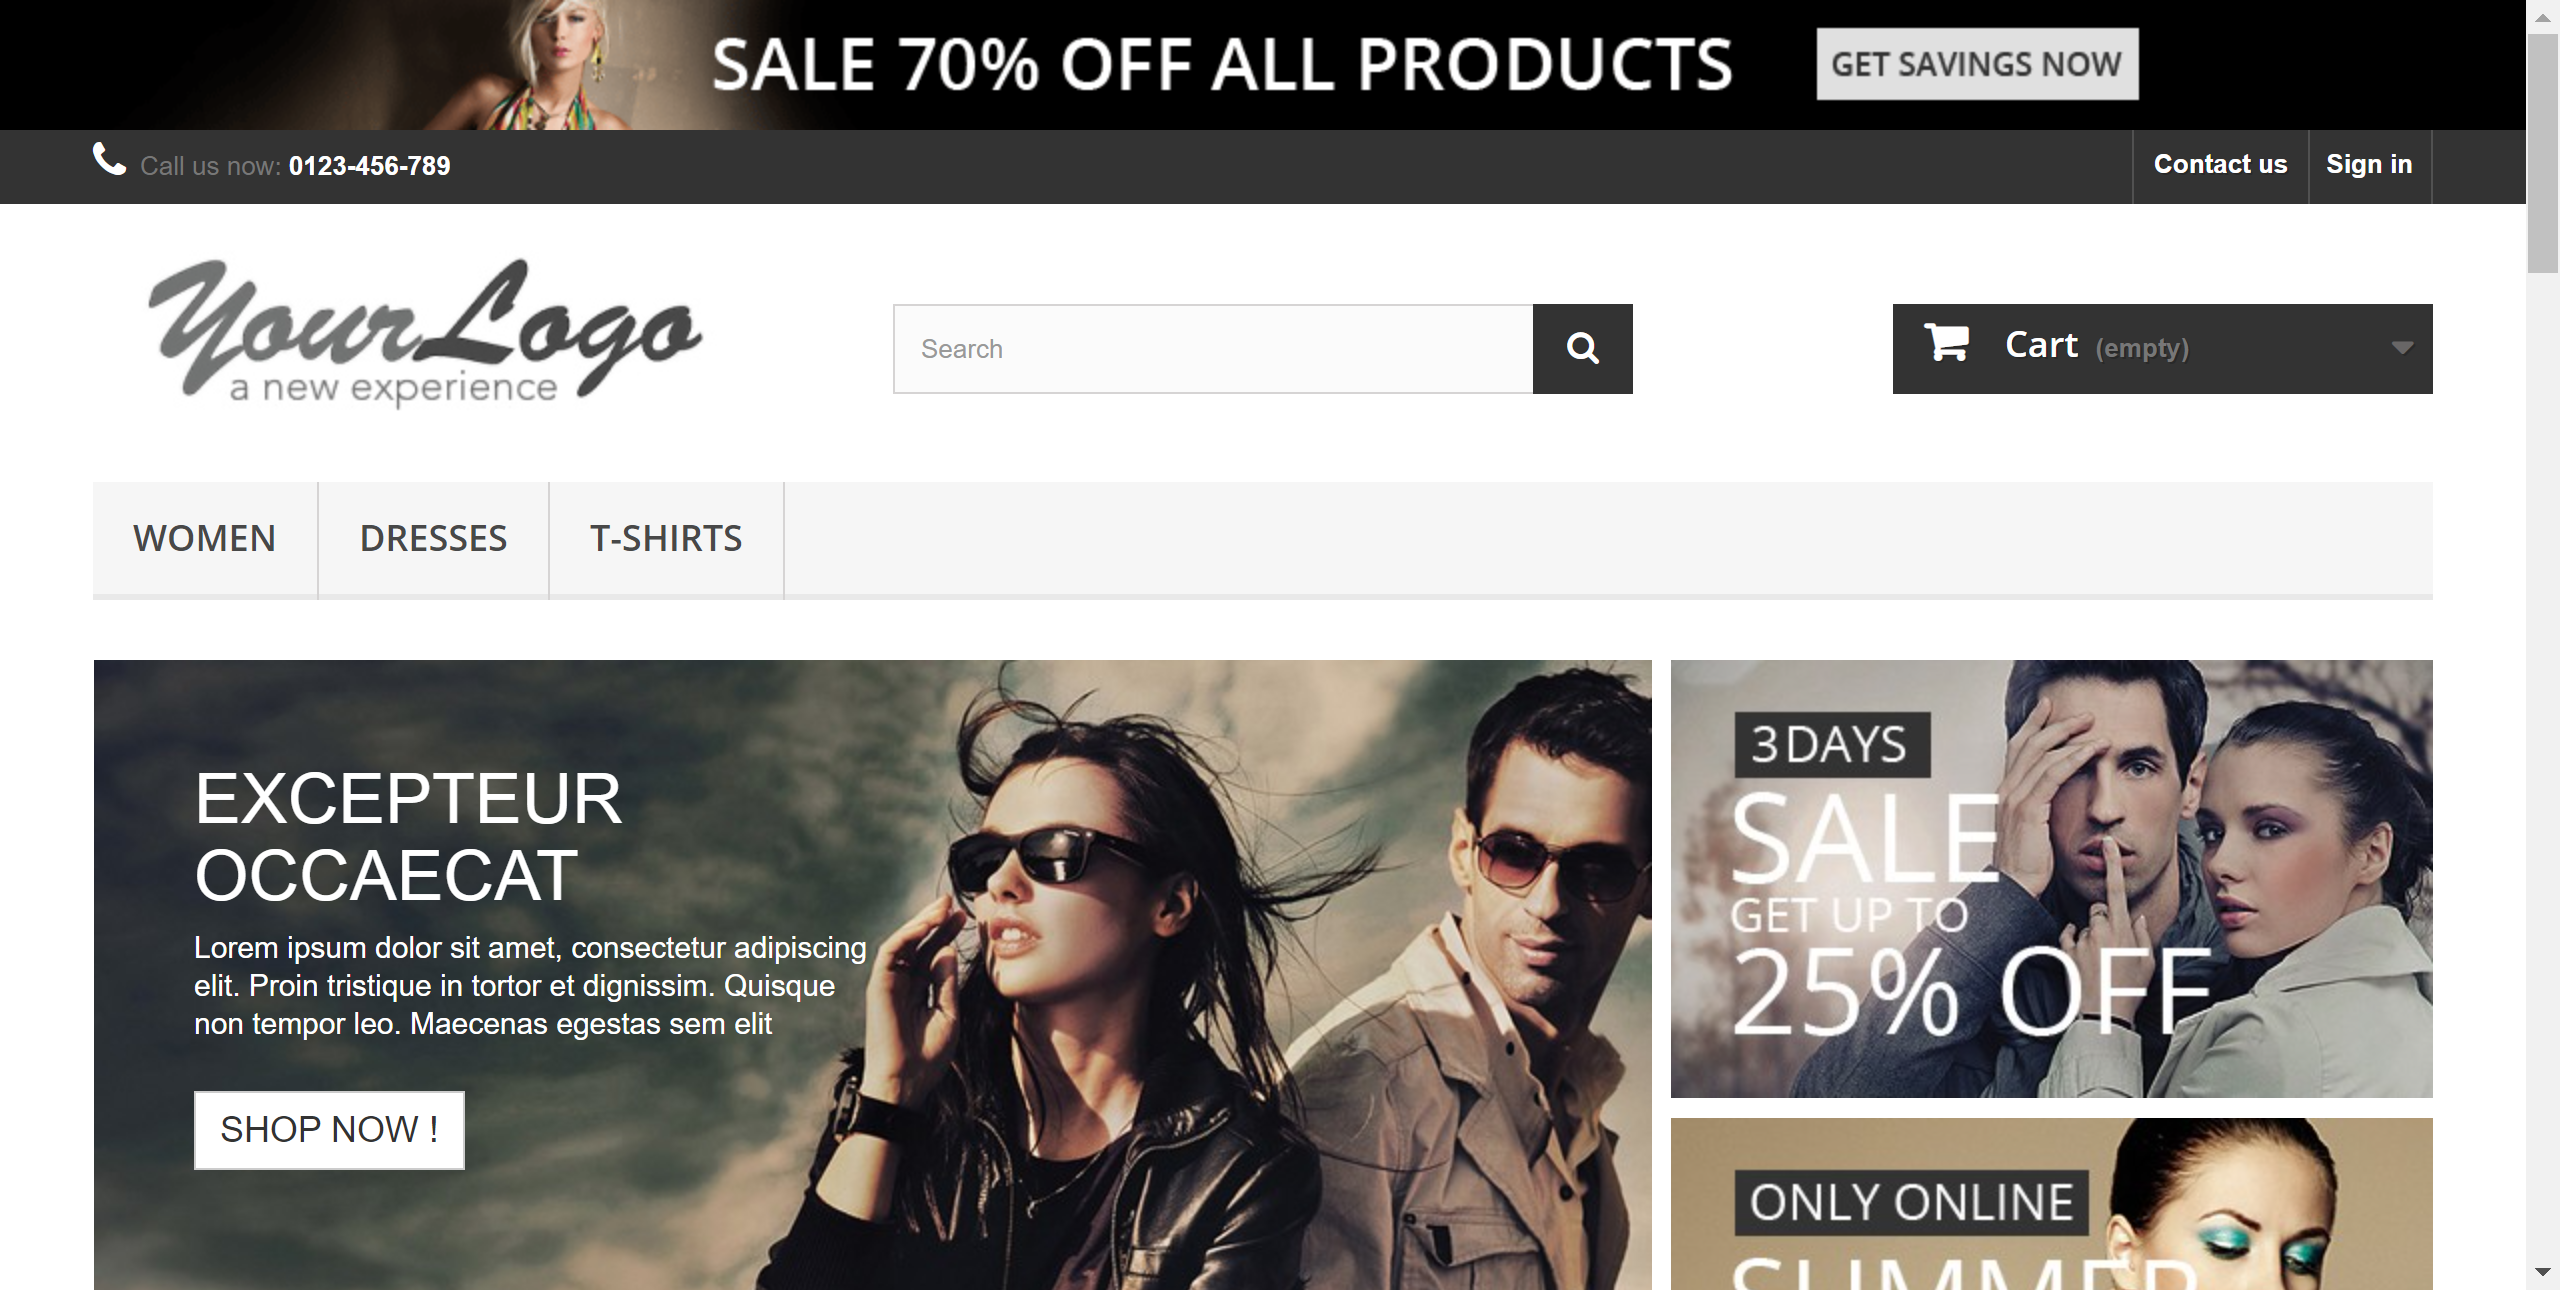 SALE 70% OFF ALL PRODUCTS GET SAVINGS NOW
Call us now: 0123-456-789
Contact us
Sign in
YourLogo
a new experience
Search
Cart (empty)
WOMEN
DRESSES
T-SHIRTS
EXCEPTEUR
OCCAECAT
Lorem ipsum dolor sit amet, consectetur adipiscing
elit. Proin tristique in tortor et dignissim. Quisque
non tempor leo. Maecenas egestas sem elit
SHOP NOW !
3 DAYS
SALE
GET UP TO
25% OFF
ONLY ONLINE
SUMMER